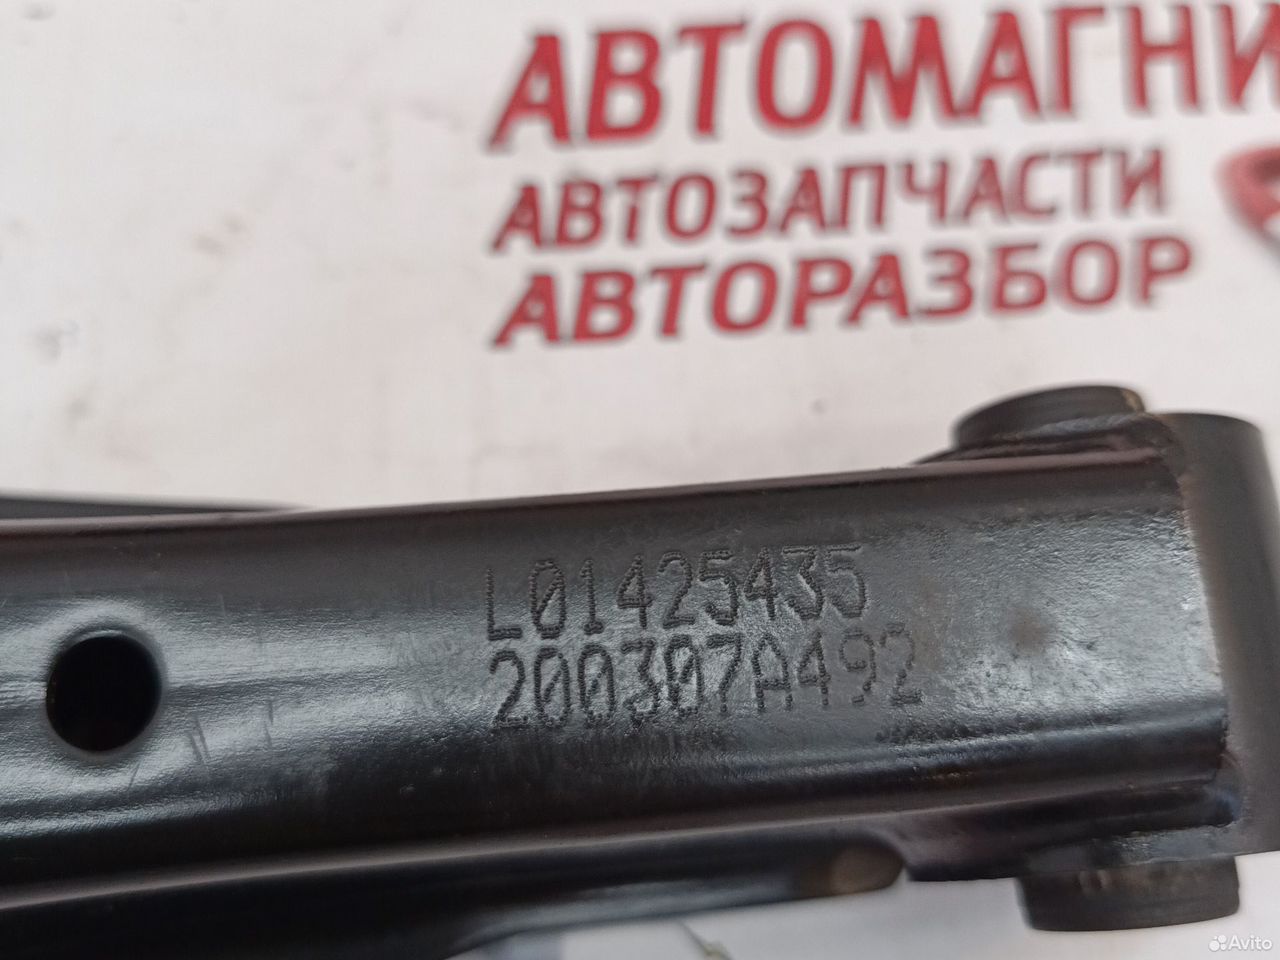 АВТОМАГНИ
АВТОЗАПЧАСТИ
АВТОРАЗБОР
L01425435
200307A492
Avito